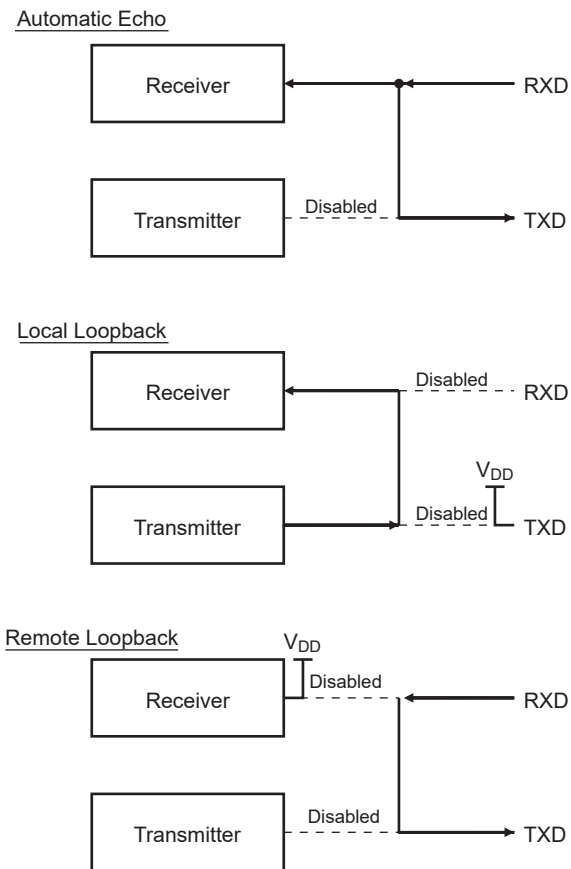 Automatic Echo
Receiver
RXD
Transmitter
Disabled
TXD
Local Loopback
Receiver
Disabled
RXD
VDD
Transmitter
Disabled
TXD
Remote Loopback
VDD
Receiver
Disabled
RXD
Transmitter
Disabled
TXD